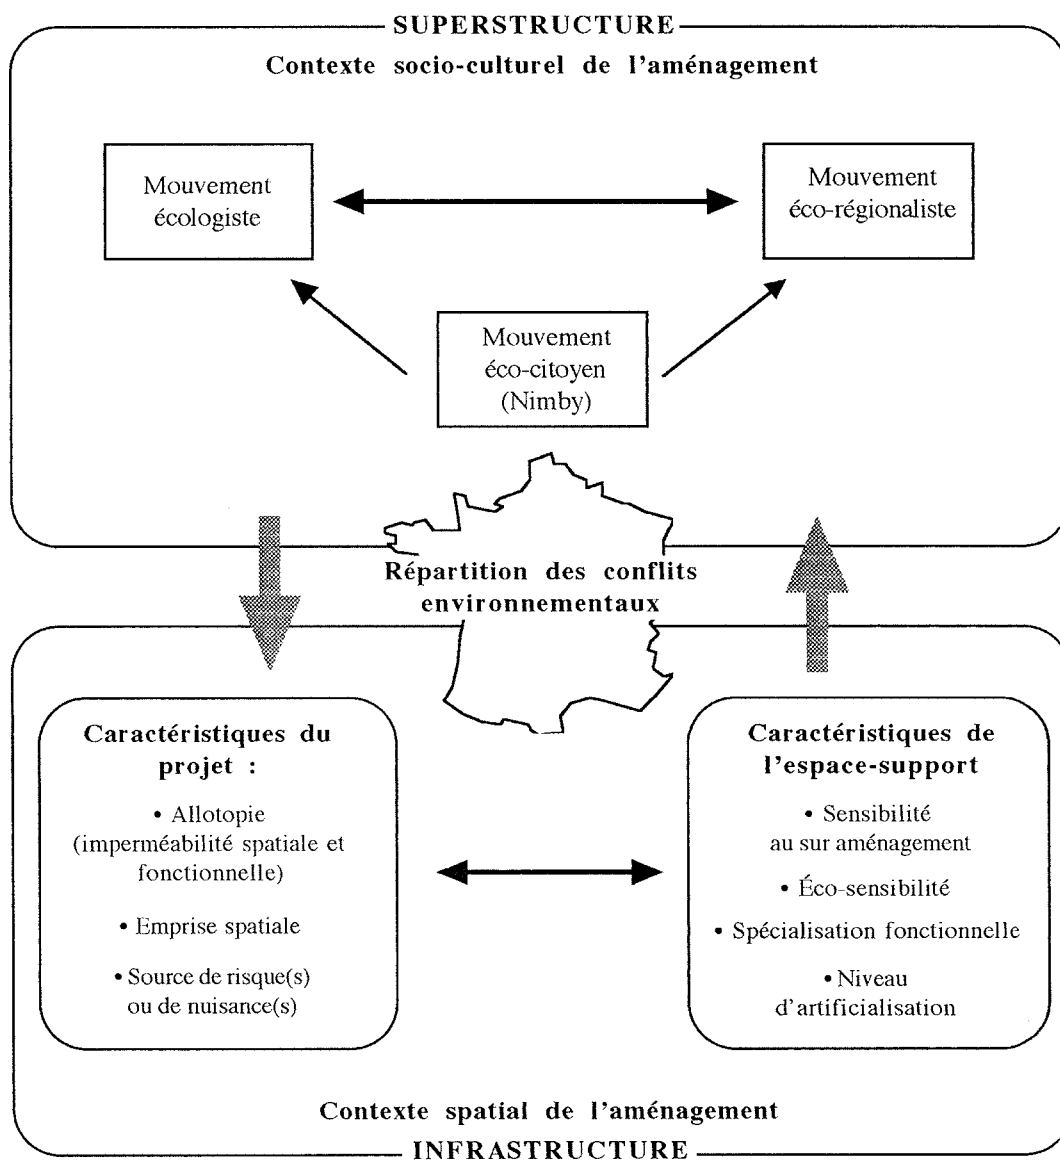 SUPERSTRUCTURE
Contexte socio-culturel de l'aménagement
Mouvement
écologiste
Mouvement
éco-régionaliste
Mouvement
éco-citoyen
(Nimby)
Répartition des conflits
environnementaux
Caractéristiques du
projet :
• Allotopie
(imperméabilité spatiale et
fonctionnelle)
• Emprise spatiale
• Source de risque(s)
ou de nuisance(s)
Caractéristiques de
l'espace-support
• Sensibilité
au sur aménagement
• Éco-sensibilité
• Spécialisation fonctionnelle
• Niveau
d'artificialisation
Contexte spatial de l'aménagement
INFRASTRUCTURE